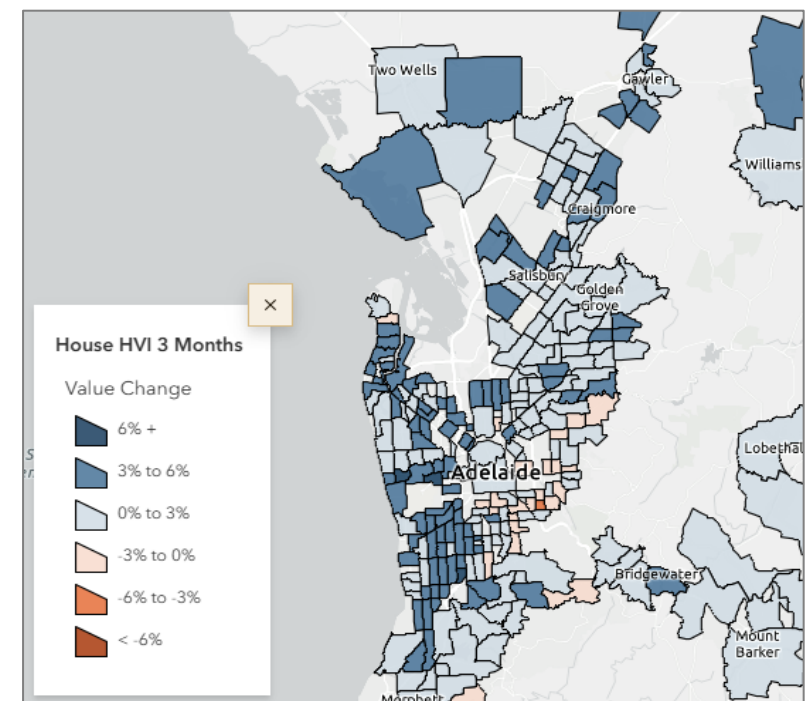 Two Wells
Gawler
Williams
Craigmore
Salisbury
Golden
Grove
×
House HVI 3 Months
Value Change
6% +
3% to 6%
0% to 3%
-3% to 0%
-6% to -3%
< -6%
Adelaide
Lobethal
Bridgewater
Mount
Barker
Morphett